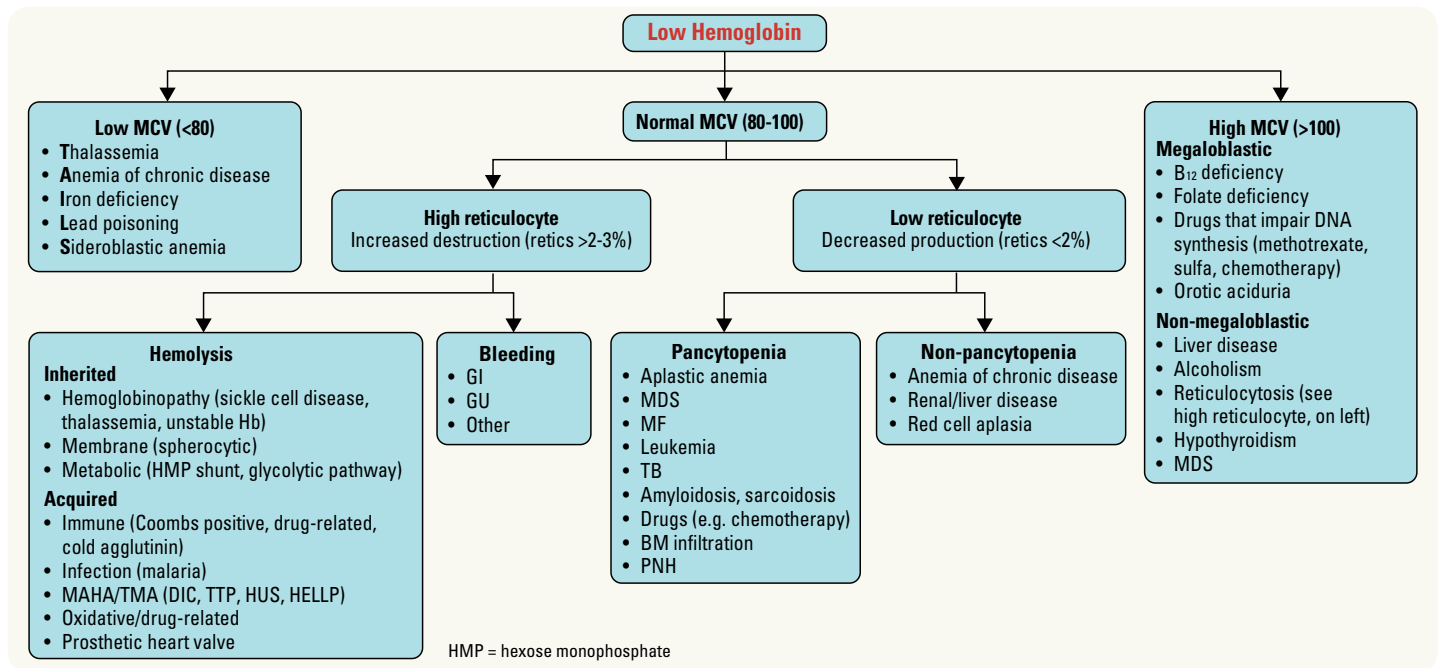 Low Hemoglobin
Low MCV (<80)
• Thalassemia
• Anemia of chronic disease
• Iron deficiency
• Lead poisoning
• Sideroblastic anemia
Normal MCV (80-100)
High reticulocyte
Increased destruction (retics >2-3%)
Low reticulocyte
Decreased production (retics <2%)
High MCV (>100)
Megaloblastic
• B₁₂ deficiency
• Folate deficiency
• Drugs that impair DNA
synthesis (methotrexate,
sulfa, chemotherapy)
• Orotic aciduria
Non-megaloblastic
• Liver disease
• Alcoholism
• Reticulocytosis (see
high reticulocyte, on left)
• Hypothyroidism
• MDS
Hemolysis
Inherited
• Hemoglobinopathy (sickle cell disease,
thalassemia, unstable Hb)
• Membrane (spherocytic)
• Metabolic (HMP shunt, glycolytic pathway)
Acquired
• Immune (Coombs positive, drug-related,
cold agglutinin)
• Infection (malaria)
• MAHA/TMA (DIC, TTP, HUS, HELLP)
• Oxidative/drug-related
• Prosthetic heart valve
Bleeding
• GI
• GU
• Other
Pancytopenia
• Aplastic anemia
• MDS
• MF
• Leukemia
• TB
• Amyloidosis, sarcoidosis
• Drugs (e.g. chemotherapy)
• BM infiltration
• PNH
Non-pancytopenia
• Anemia of chronic disease
• Renal/liver disease
• Red cell aplasia
HMP = hexose monophosphate